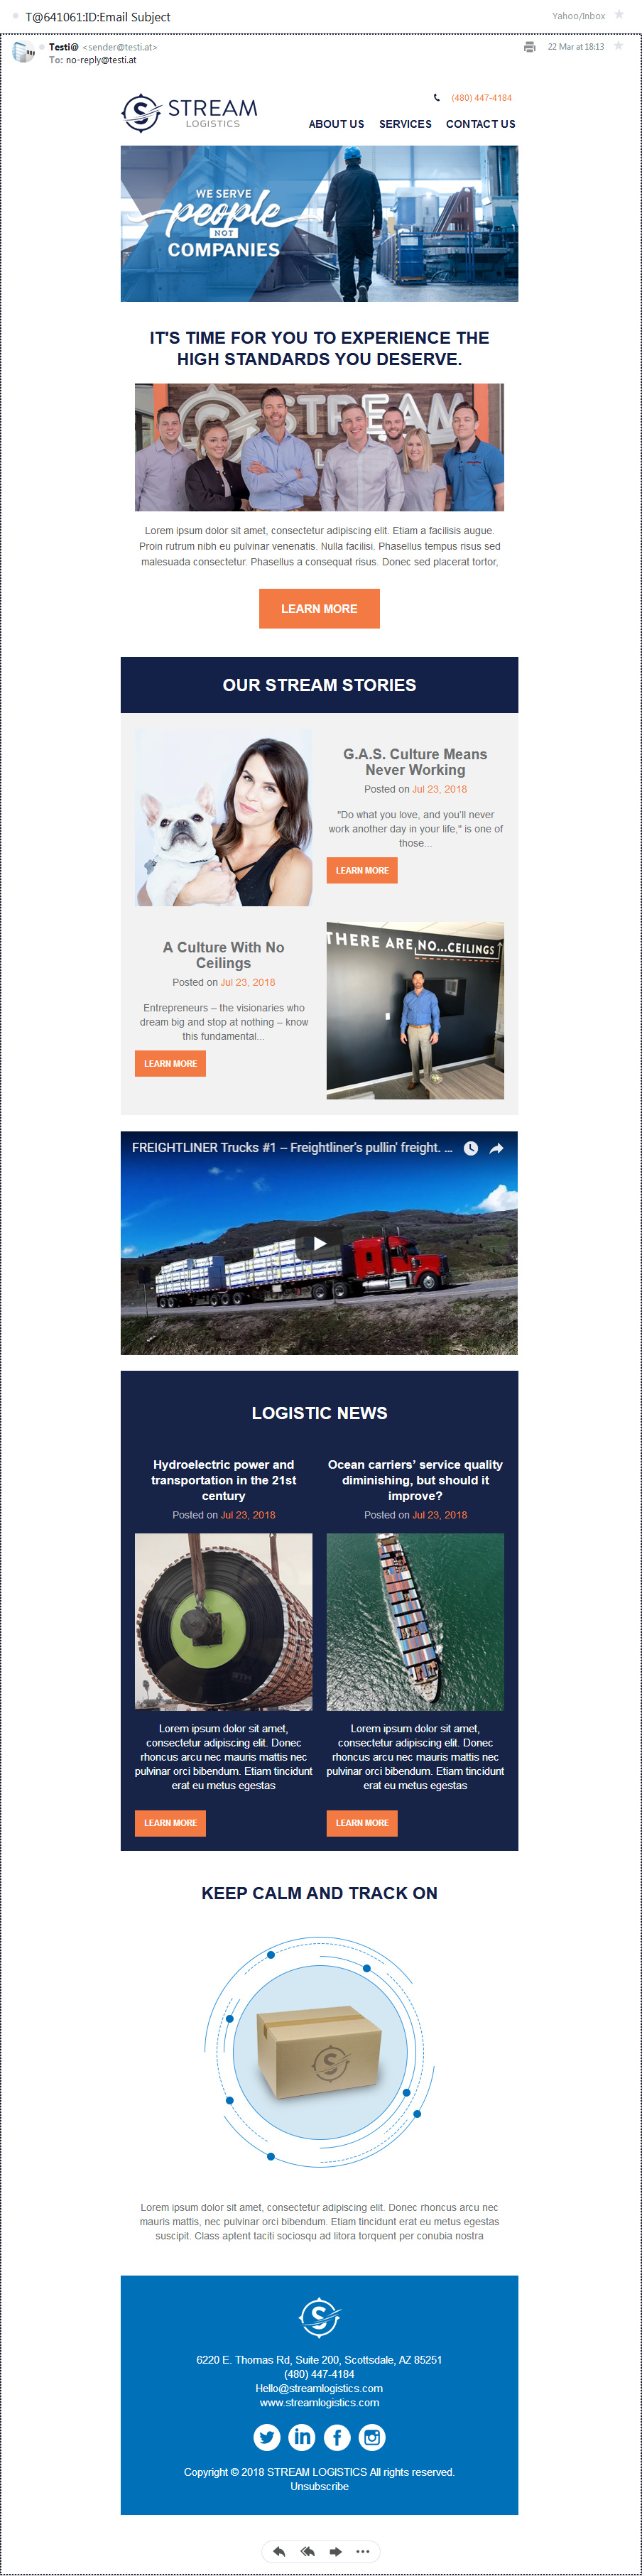 T@641061:ID:Email Subject
Yahoo/Inbox
Testi@ <sender@testi.at>
22 Mar at 18:13
To: no-reply@testi.at
STREAM
LOGISTICS
(480) 447-4184
ABOUT US SERVICES CONTACT US
WE SERVE
people
NOT
COMPANIES
IT'S TIME FOR YOU TO EXPERIENCE THE
HIGH STANDARDS YOU DESERVE.
STREAM
Lorem ipsum dolor sit amet, consectetur adipiscing elit. Etiam a facilisis augue.
Proin rutrum nibh eu pulvinar venenatis. Nulla facilisi. Phasellus tempus risus sed
malesuada consectetur. Phasellus a consequat risus. Donec sed placerat tortor,
LEARN MORE
OUR STREAM STORIES
G.A.S. Culture Means
Never Working
Posted on Jul 23, 2018
"Do what you love, and you'll never
work another day in your life," is one of
those...
LEARN MORE
A Culture With No
Ceilings
Posted on Jul 23, 2018
Entrepreneurs – the visionaries who
dream big and stop at nothing – know
this fundamental...
LEARN MORE
THERE ARE NO...CEILINGS
FREIGHTLINER Trucks #1 – Freightliner's pullin' freight. ...
LOGISTIC NEWS
Hydroelectric power and
transportation in the 21st
century
Posted on Jul 23, 2018
Lorem ipsum dolor sit amet,
consectetur adipiscing elit. Donec
rhoncus arcu nec mauris mattis nec
pulvinar orci bibendum. Etiam tincidunt
erat eu metus egestas
LEARN MORE
Ocean carriers' service quality
diminishing, but should it
improve?
Posted on Jul 23, 2018
Lorem ipsum dolor sit amet,
consectetur adipiscing elit. Donec
rhoncus arcu nec mauris mattis nec
pulvinar orci bibendum. Etiam tincidunt
erat eu metus egestas
LEARN MORE
KEEP CALM AND TRACK ON
Lorem ipsum dolor sit amet, consectetur adipiscing elit. Donec rhoncus arcu nec
mauris mattis, nec pulvinar orci bibendum. Etiam tincidunt erat eu metus egestas
suscipit. Class aptent taciti sociosqu ad litora torquent per conubia nostra
6220 E. Thomas Rd, Suite 200, Scottsdale, AZ 85251
(480) 447-4184
Hello@streamlogistics.com
www.streamlogistics.com
Copyright © 2018 STREAM LOGISTICS All rights reserved.
Unsubscribe